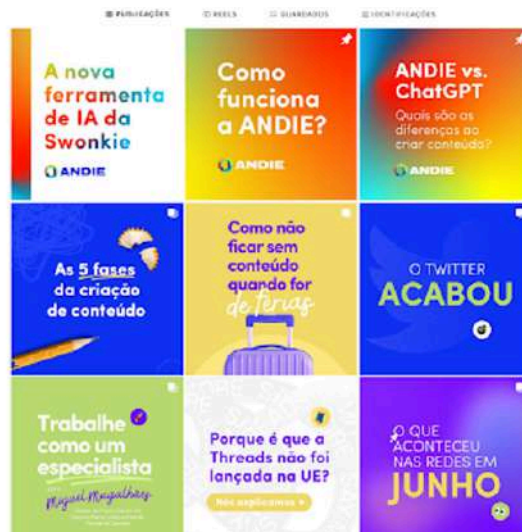 PUBLICAÇÕES REELS GUARDADOS IDENTIFICAÇÕES
A nova
ferramenta
de IA da
Swonkie
ANDIE
Como
funciona
a ANDIE?
ANDIE
ANDIE vs.
ChatGPT
Quais são as
diferenças ao
criar conteúdo?
ANDIE
As 5 fases
da criação
de conteúdo
Como não
ficar sem
conteúdo
quando for
de férias
O TWITTER
ACABOU
Trabalhe
como um
especialista
Miguel Magalhães
Porque é que a
Threads não foi
lançada na UE?
Nós explicamos
O QUE
ACONTECEU
NAS REDES EM
JUNHO